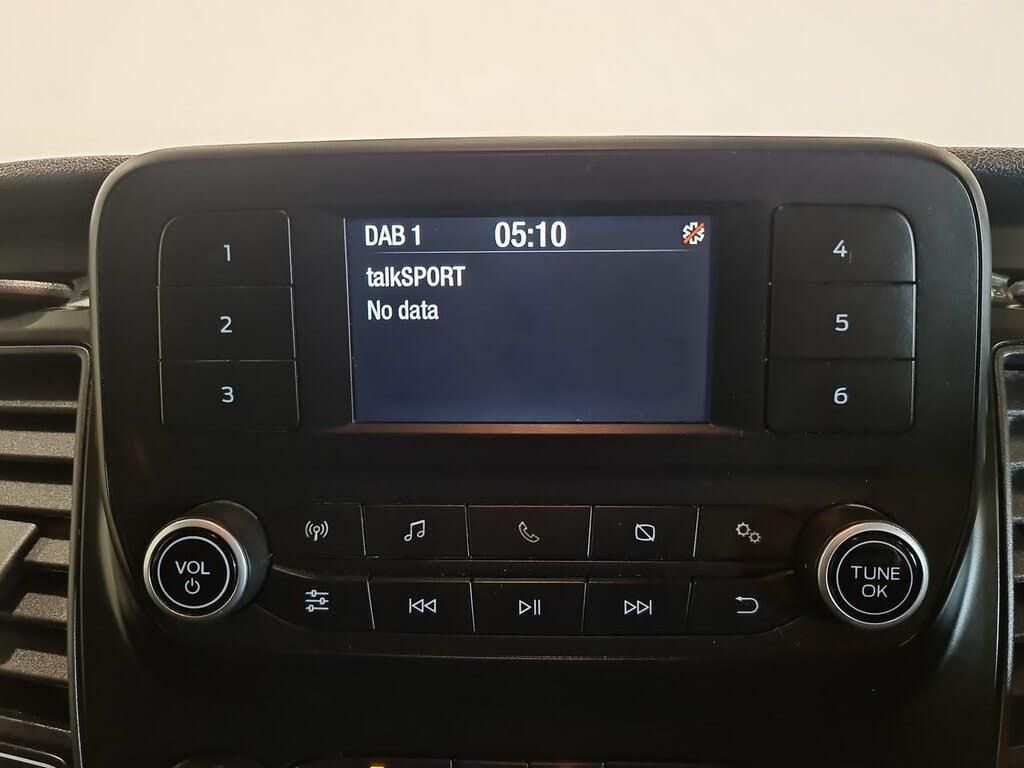 DAB 1 05:10
talkSPORT
No data
1
2
3
4
5
6
VOL
TUNE
OK